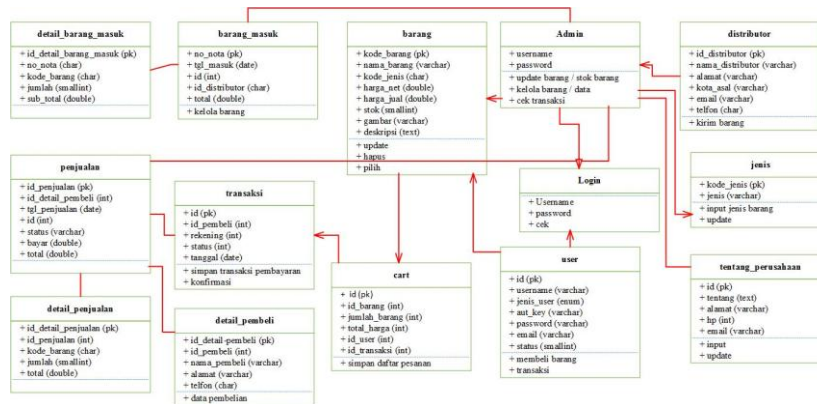 detail_barang_masuk
+ id_detail_barang_masuk (pk)
+ no_nota (char)
+ kode_barang (char)
+ jumlah (smallint)
+ sub_total (double)
barang_masuk
+ no_nota (pk)
+ tgl_masuk (date)
+ id (int)
+ id_distributor (char)
+ total (double)
+ kelola barang
barang
+ kode_barang (pk)
+ nama_barang (varchar)
+ kode_jenis (char)
+ harga_net (double)
+ harga_jual (double)
+ stok (smallint)
+ gambar (varchar)
+ deskripsi (text)
+ update
+ hapus
+ pilih
Admin
+ username
+ password
+ update barang / stok barang
+ kelola barang / data
+ cek transaksi
distributor
+ id_distributor (pk)
+ nama_distributor (varchar)
+ alamat (varchar)
+ kota_asal (varchar)
+ email (varchar)
+ telfon (char)
+ kirim barang
penjualan
+ id_penjualan (pk)
+ id_detail_pembeli (int)
+ tgl_penjualan (date)
+ id (int)
+ status (varchar)
+ bayar (double)
+ total (double)
transaksi
+ id (pk)
+ id_pembeli (int)
+ rekening (int)
+ status (int)
+ tanggal (date)
+ simpan transaksi pembayaran
+ konfirmasi
Login
+ Username
+ password
+ cek
jenis
+ kode_jenis (pk)
+ jenis (varchar)
+ input jenis barang
+ update
detail_penjualan
+ id_detail_penjualan (pk)
+ id_penjualan (int)
+ kode_barang (char)
+ jumlah (smallint)
+ total (double)
detail_pembeli
+ id_detail-pembeli (pk)
+ id_pembeli (int)
+ nama_pembeli (varchar)
+ alamat (varchar)
+ telfon (char)
+ data pembelian
cart
+ id (pk)
+ id_barang (int)
+ jumlah_barang (int)
+ total_harga (int)
+ id_user (int)
+ id_transaksi (int)
+ simpan daftar pesanan
user
+ id (pk)
+ username (varchar)
+ jenis_user (enum)
+ aut_key (varchar)
+ password (varchar)
+ email (varchar)
+ status (smallint)
+ membeli barang
+ transaksi
tentang_perusahaan
+ id (pk)
+ tentang (text)
+ alamat (varchar)
+ hp (int)
+ email (varchar)
+ input
+ update